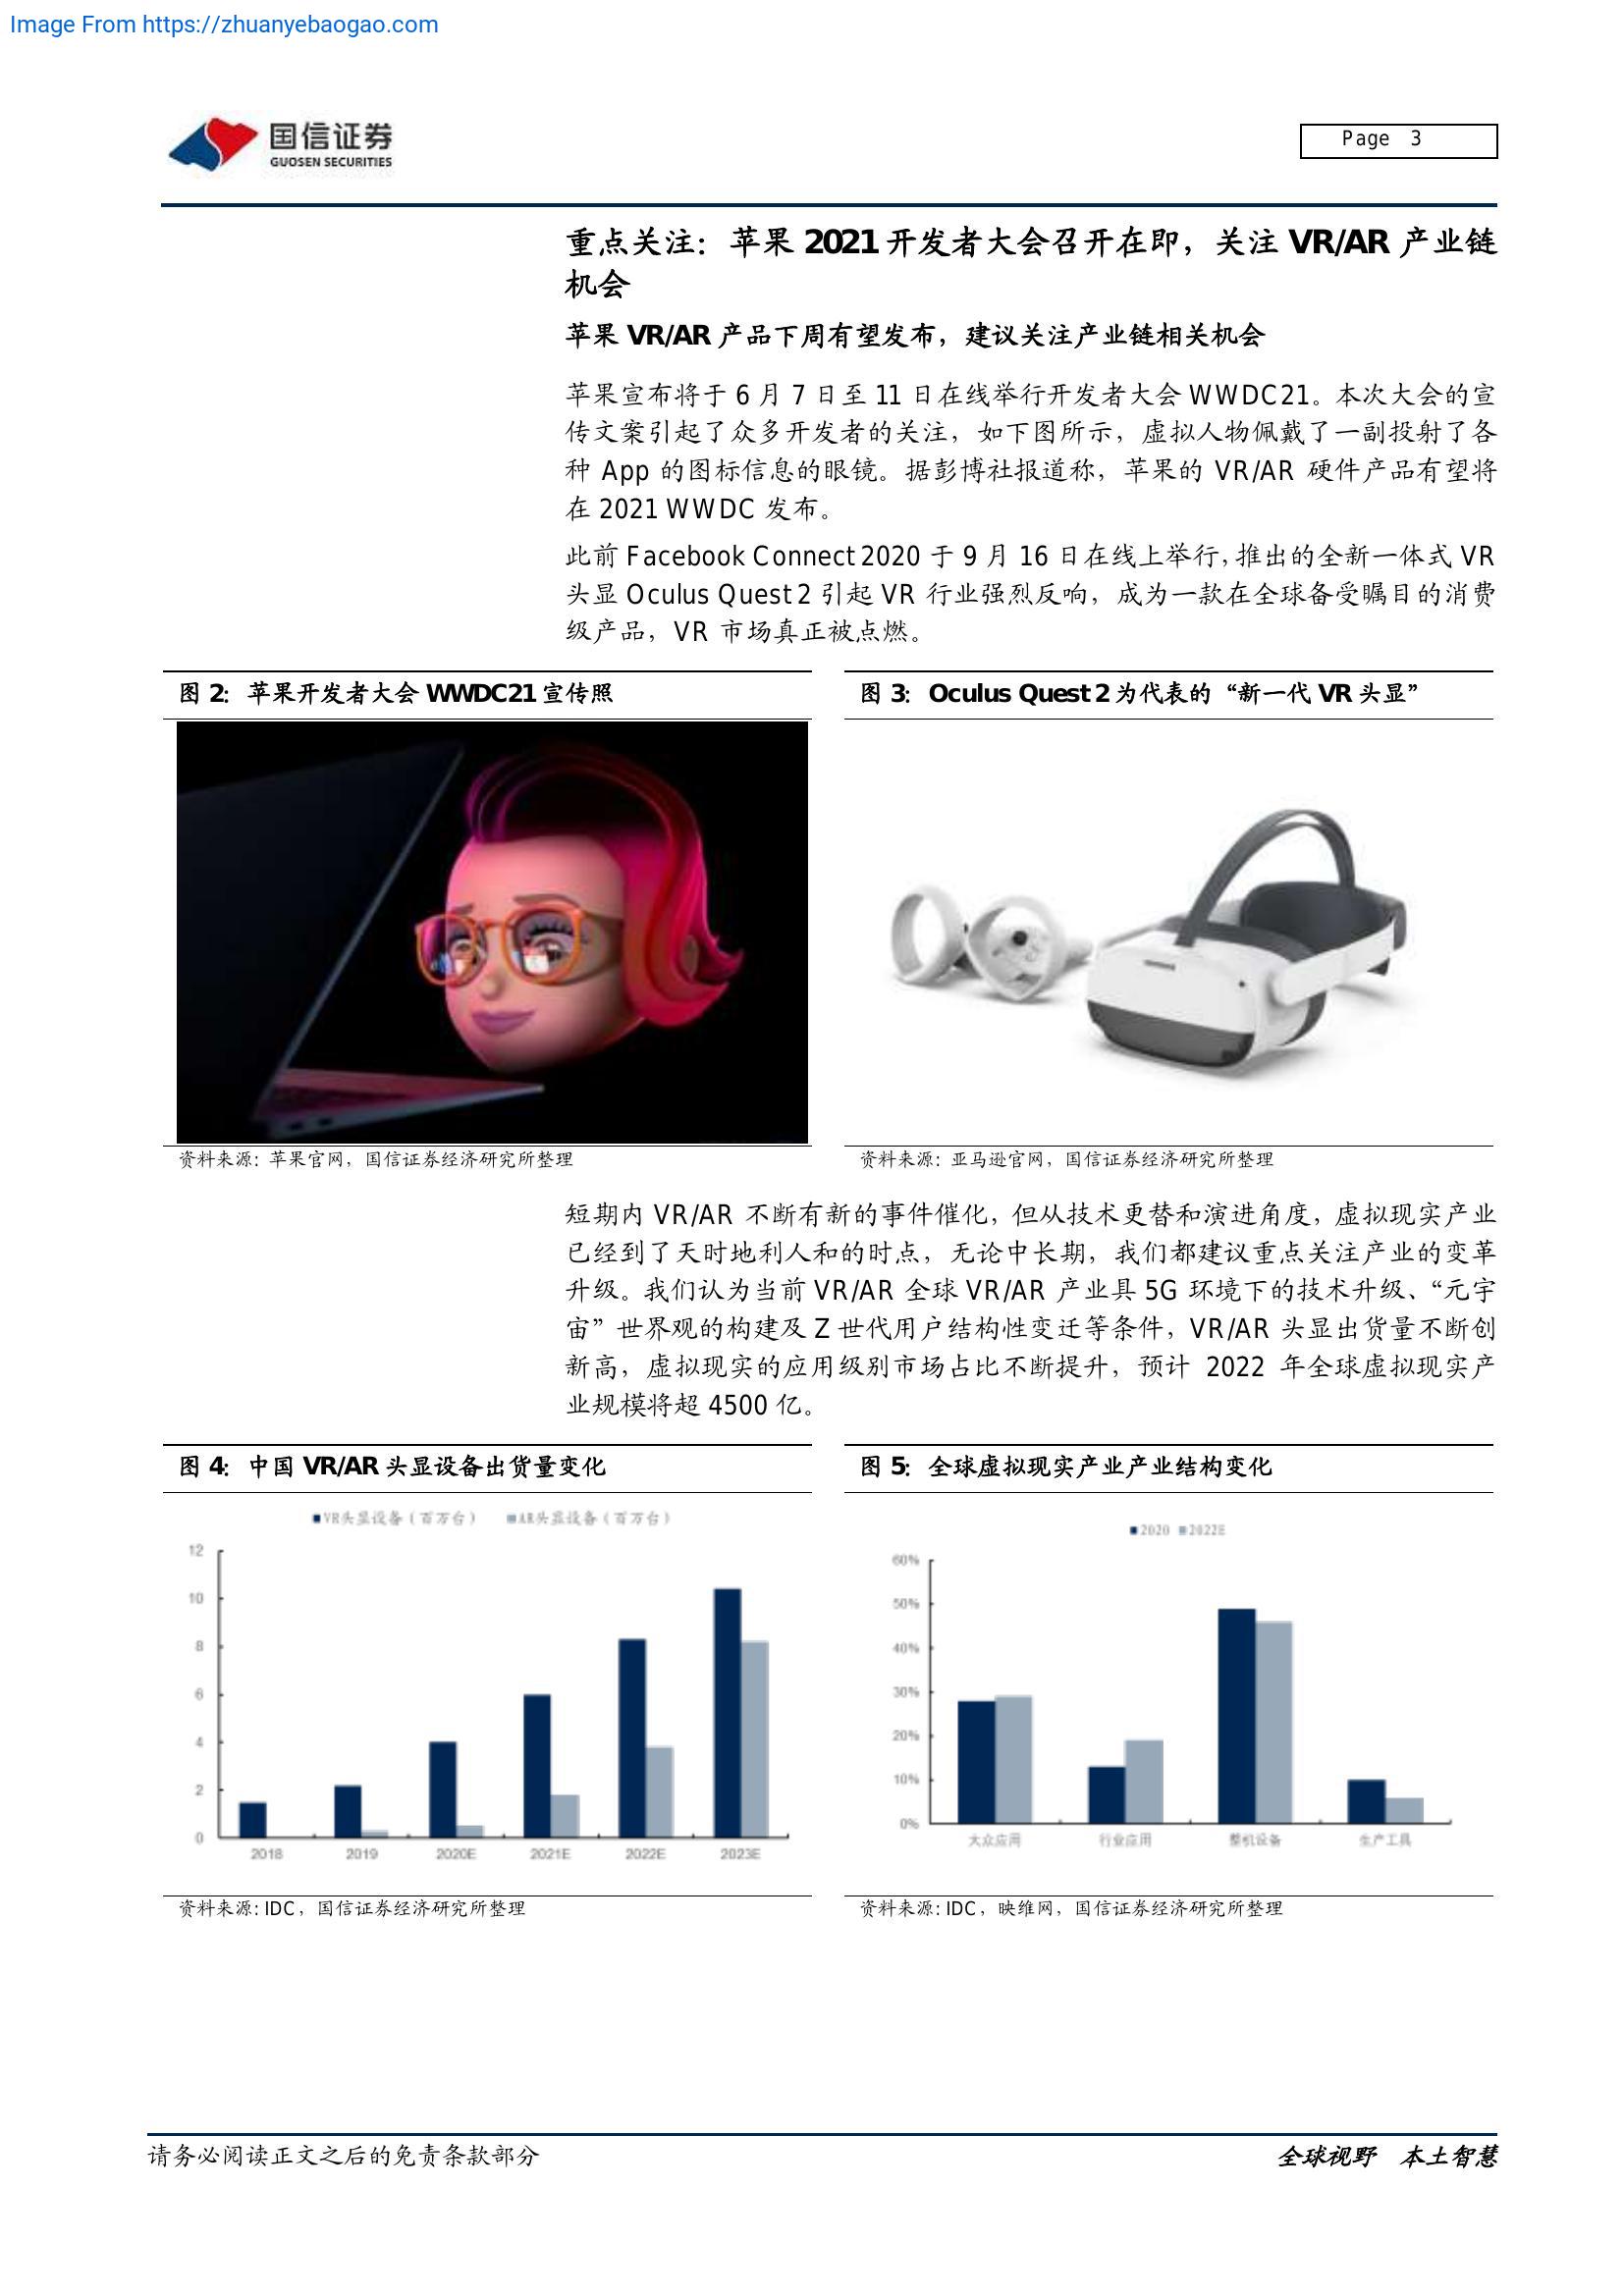 Image From https://zhuanyebaogao.com
国信证券
GUOSEN SECURITIES
Page 3
重点关注：苹果 2021 开发者大会召开在即，关注 VR/AR 产业链
机会
苹果 VR/AR 产品下周有望发布，建议关注产业链相关机会
苹果宣布将于 6 月 7 日至 11 日在线举行开发者大会 WWDC21。本次大会的宣
传文案引起了众多开发者的关注，如下图所示，虚拟人物佩戴了一副投射了各
种 App 的图标信息的眼镜。据彭博社报道称，苹果的 VR/AR 硬件产品有望将
在 2021 WWDC 发布。
此前 Facebook Connect 2020 于 9 月 16 日在线上举行，推出的全新一体式 VR
头显 Oculus Quest 2 引起 VR 行业强烈反响，成为一款在全球备受瞩目的消费
级产品，VR 市场真正被点燃。
图 2：苹果开发者大会 WWDC21 宣传照
图 3：Oculus Quest 2 为代表的“新一代 VR 头显”
资料来源：苹果官网，国信证券经济研究所整理
资料来源：亚马逊官网，国信证券经济研究所整理
短期内 VR/AR 不断有新的事件催化，但从技术更替和演进角度，虚拟现实产业
已经到了天时地利人和的时点，无论中长期，我们都建议重点关注产业的变革
升级。我们认为当前 VR/AR 全球 VR/AR 产业具 5G 环境下的技术升级、“元宇
宙”世界观的构建及 Z 世代用户结构性变迁等条件，VR/AR 头显出货量不断创
新高，虚拟现实的应用级别市场占比不断提升，预计 2022 年全球虚拟现实产
业规模将超 4500 亿。
图 4：中国 VR/AR 头显设备出货量变化
图 5：全球虚拟现实产业产业结构变化
VR头显设备（百万台） AR头显设备（百万台）
12
10
8
6
4
2
0
2018 2019 2020E 2021E 2022E 2023E
2020 2022E
60%
50%
40%
30%
20%
10%
0%
大众应用 行业应用 整机设备 生产工具
资料来源: IDC，国信证券经济研究所整理
资料来源: IDC，映维网，国信证券经济研究所整理
请务必阅读正文之后的免责条款部分
全球视野 本土智慧